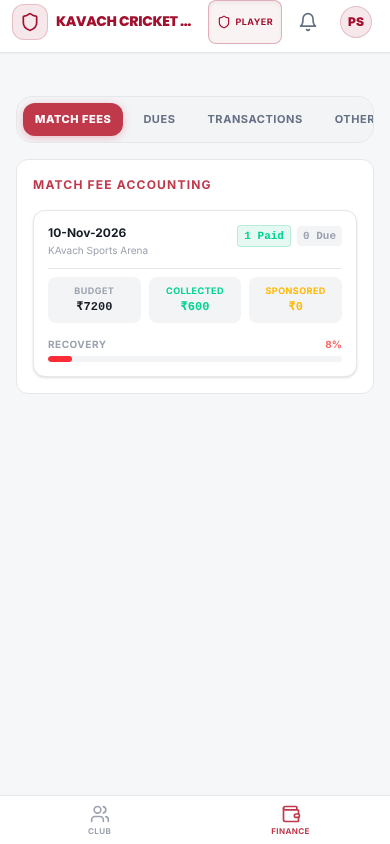 KAVACH CRICKET ...
PLAYER
PS
MATCH FEES
DUES
TRANSACTIONS
OTHER
MATCH FEE ACCOUNTING
10-Nov-2026
1 Paid
0 Due
KAvach Sports Arena
BUDGET
COLLECTED
SPONSORED
₹7200
₹600
₹0
RECOVERY
8%
CLUB
FINANCE